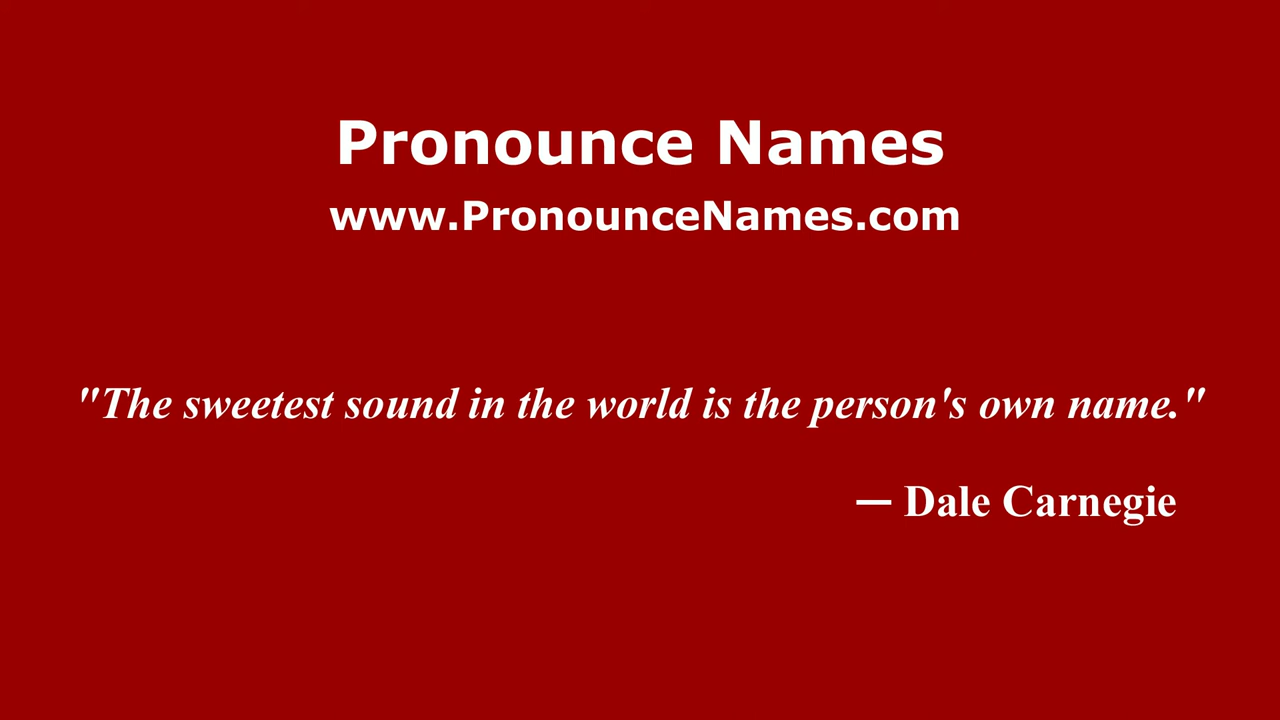 Pronounce Names
www.PronounceNames.com
"The sweetest sound in the world is the person's own name."
— Dale Carnegie